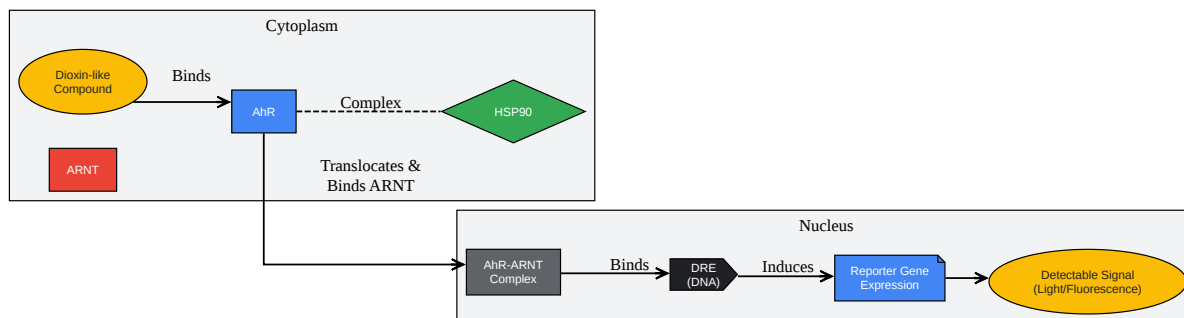 Cytoplasm
Dioxin-like
Compound
Binds
AhR
Complex
HSP90
ARNT
Translocates &
Binds ARNT
Nucleus
AhR-ARNT
Complex
Binds
DRE
(DNA)
Induces
Reporter Gene
Expression
Detectable Signal
(Light/Fluorescence)